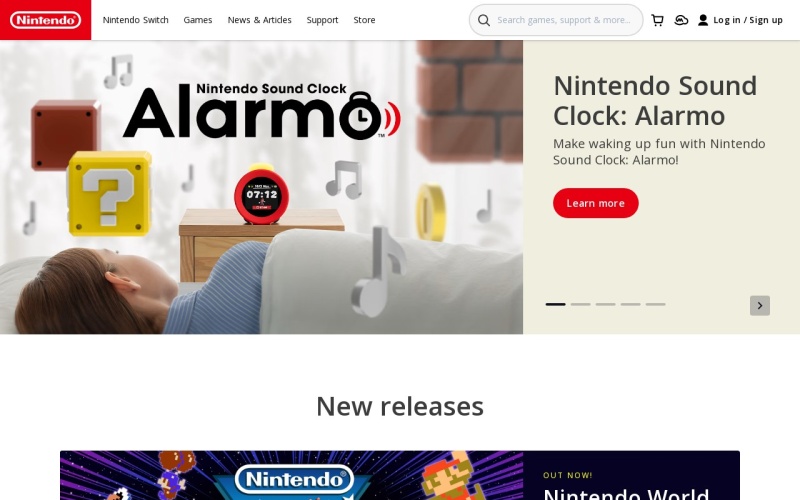 Nintendo
Nintendo Switch
Games
News & Articles
Support
Store
Search games, support & more...
Log in / Sign up
Nintendo Sound Clock
Alarmo
TM
07:12
?
Nintendo Sound
Clock: Alarmo
Make waking up fun with Nintendo
Sound Clock: Alarmo!
Learn more
New releases
Nintendo
OUT NOW!
Nintendo World